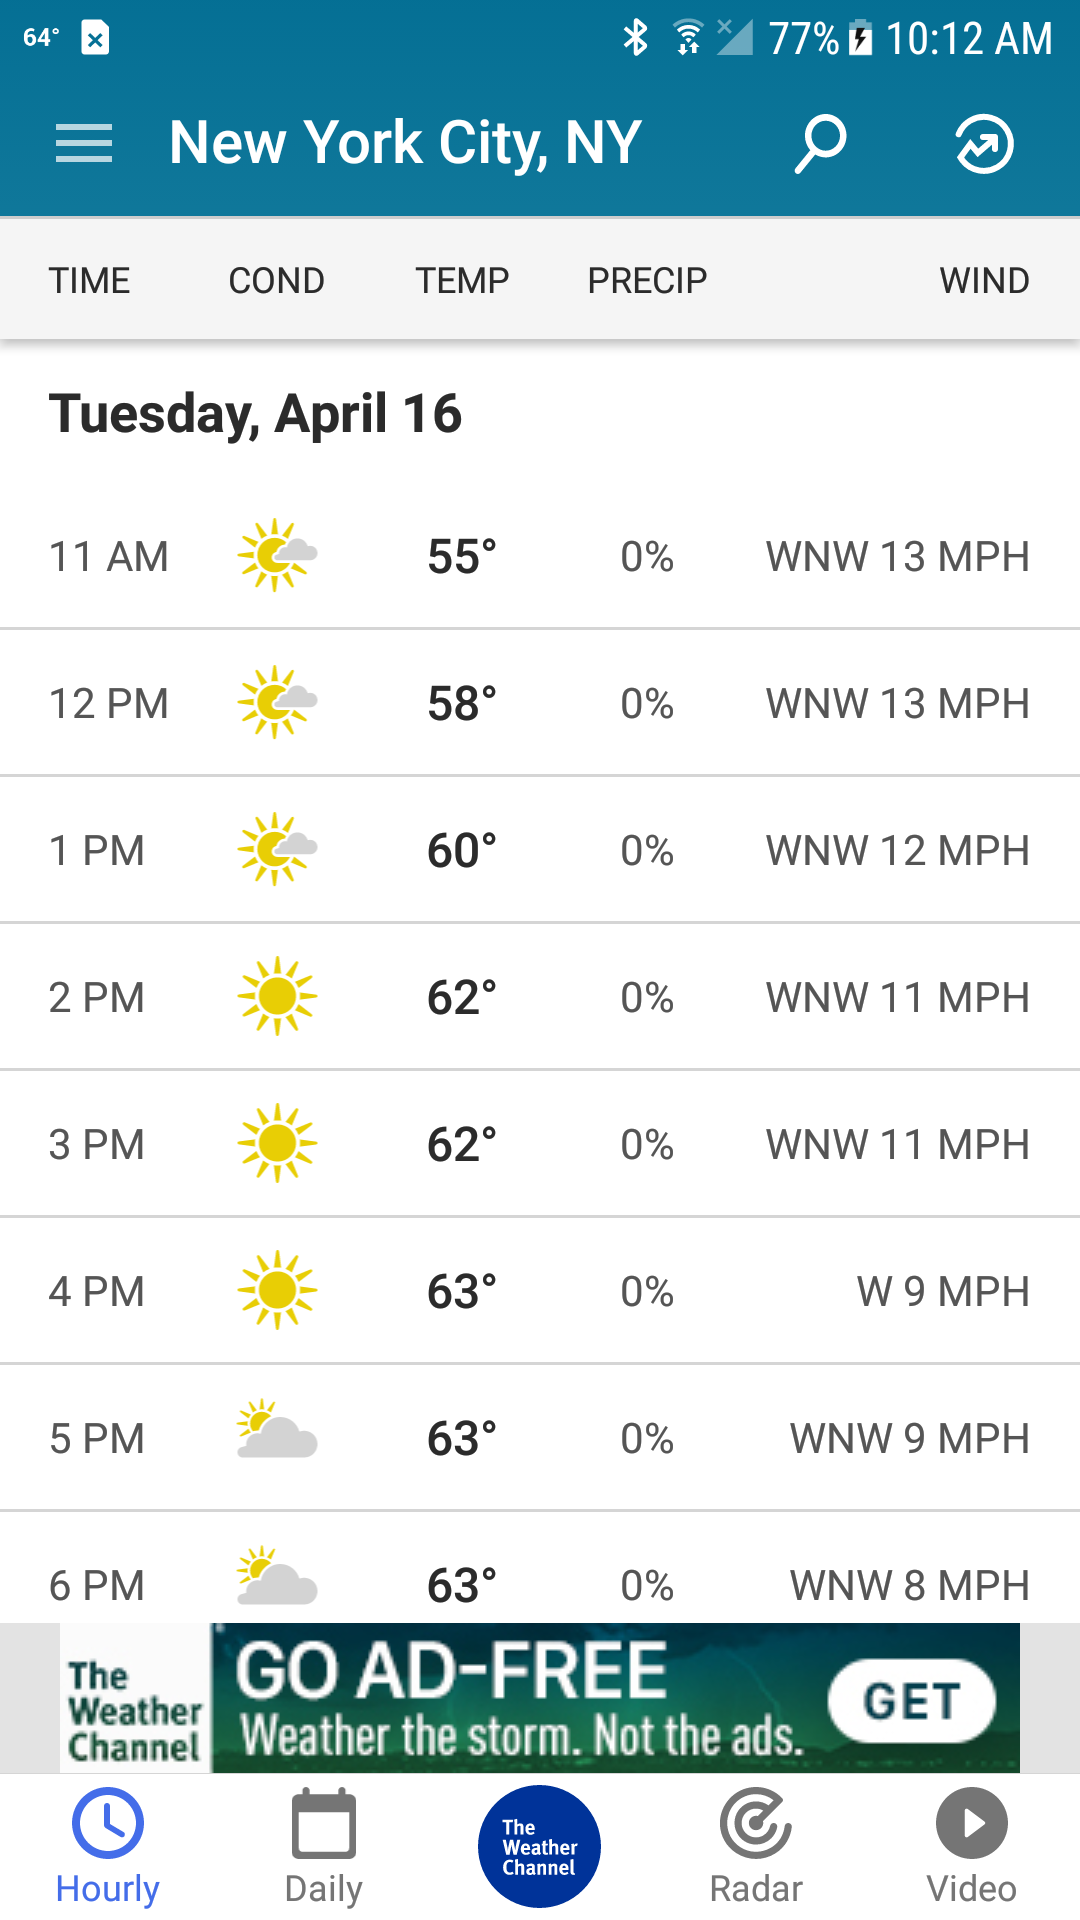 64° 77% 10:12 AM
New York City, NY
TIME COND TEMP PRECIP WIND
Tuesday, April 16
11 AM 55° 0% WNW 13 MPH
12 PM 58° 0% WNW 13 MPH
1 PM 60° 0% WNW 12 MPH
2 PM 62° 0% WNW 11 MPH
3 PM 62° 0% WNW 11 MPH
4 PM 63° 0% W 9 MPH
5 PM 63° 0% WNW 9 MPH
6 PM 63° 0% WNW 8 MPH
The
Weather
Channel
GO AD-FREE
Weather the storm. Not the ads.
GET
The
Weather
Channel
Hourly Daily Radar Video